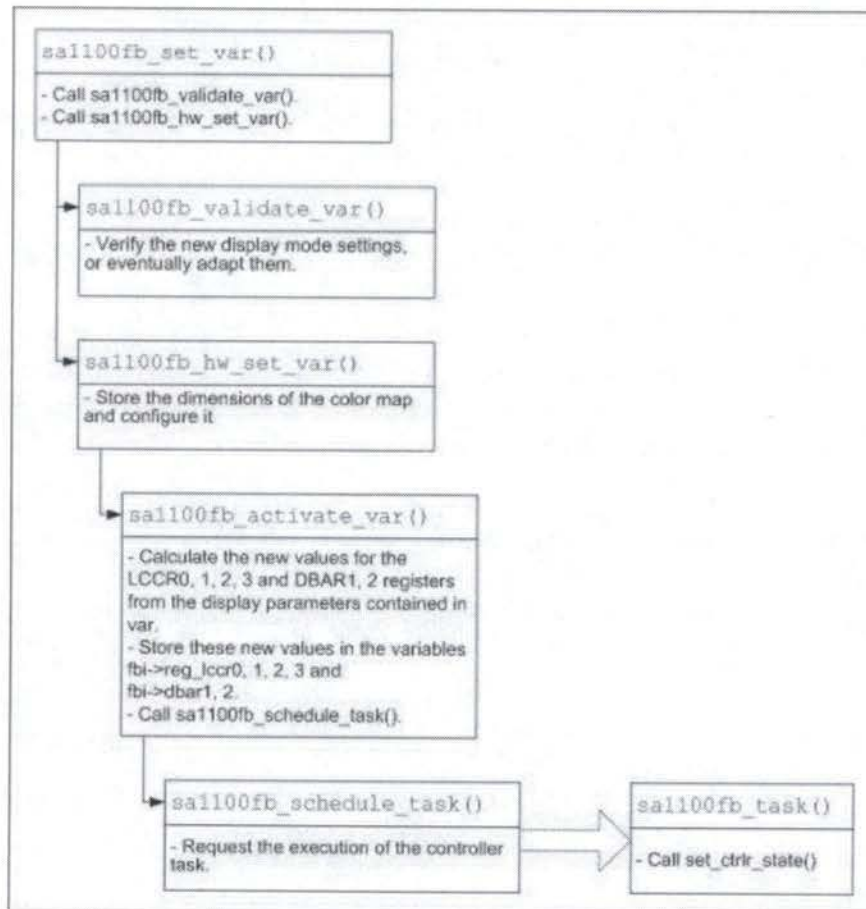 sa1100fb_set_var()
- Call sa1100fb_validate_var().
- Call sa1100fb_hw_set_var().
sa1100fb_validate_var()
- Verify the new display mode settings,
or eventually adapt them.
sa1100fb_hw_set_var()
- Store the dimensions of the color map
and configure it
sa1100fb_activate_var()
- Calculate the new values for the
LCCR0, 1, 2, 3 and DBAR1, 2 registers
from the display parameters contained in
var.
- Store these new values in the variables
fbi->reg_lccr0, 1, 2, 3 and
fbi->dbar1, 2.
- Call sa1100fb_schedule_task().
sa1100fb_schedule_task()
- Request the execution of the controller
task.
sa1100fb_task()
- Call set_ctrlr_state()